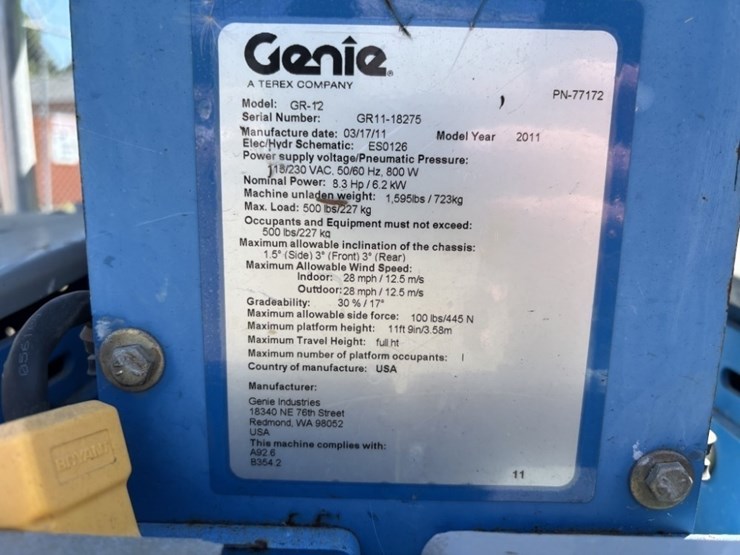 Genie
A TEREX COMPANY
PN-77172
Model: GR-12
Serial Number: GR11-18275
Manufacture date: 03/17/11 Model Year 2011
Elec/Hydr Schematic: ES0126
Power supply voltage/Pneumatic Pressure:
118/230 VAC, 50/60 Hz, 800 W
Nominal Power: 8.3 Hp / 6.2 kW
Machine unladen weight: 1,595lbs / 723kg
Max. Load: 500 lbs/227 kg
Occupants and Equipment must not exceed:
500 lbs/227 kg
Maximum allowable inclination of the chassis:
1.5° (Side) 3° (Front) 3° (Rear)
Maximum Allowable Wind Speed:
Indoor: 28 mph / 12.5 m/s
Outdoor: 28 mph / 12.5 m/s
Gradeability: 30 % / 17°
Maximum allowable side force: 100 lbs/445 N
Maximum platform height: 11ft 9in/3.58m
Maximum Travel Height: full ht
Maximum number of platform occupants: 1
Country of manufacture: USA
Manufacturer:
Genie Industries
18340 NE 76th Street
Redmond, WA 98052
USA
This machine complies with:
A92.6
B354.2
11